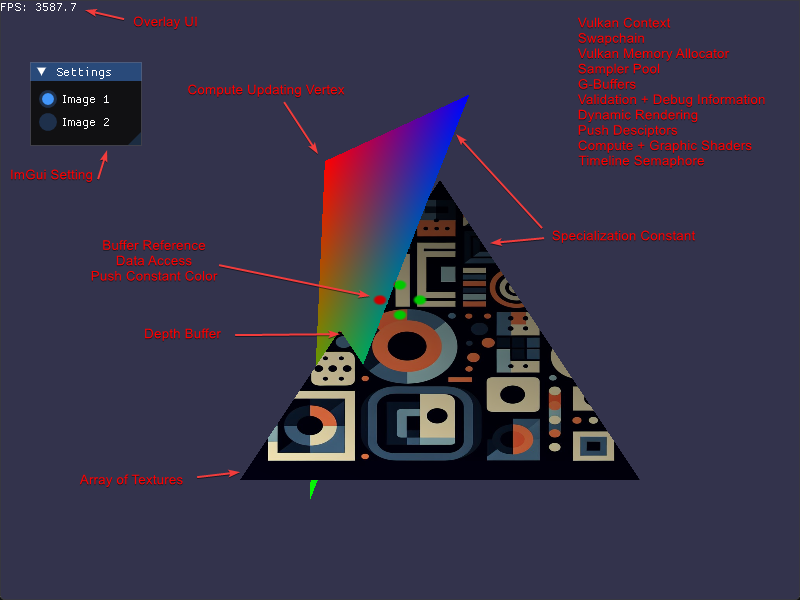 FPS: 3587.7
Overlay UI
Vulkan Context
Swapchain
Vulkan Memory Allocator
Sampler Pool
G-Buffers
Validation + Debug Information
Dynamic Rendering
Push Desciptors
Compute + Graphic Shaders
Timeline Semaphore
▼ Settings
Image 1
Image 2
Compute Updating Vertex
ImGui Setting
Specialization Constant
Buffer Reference
Data Access
Push Constant Color
Depth Buffer
Array of Textures